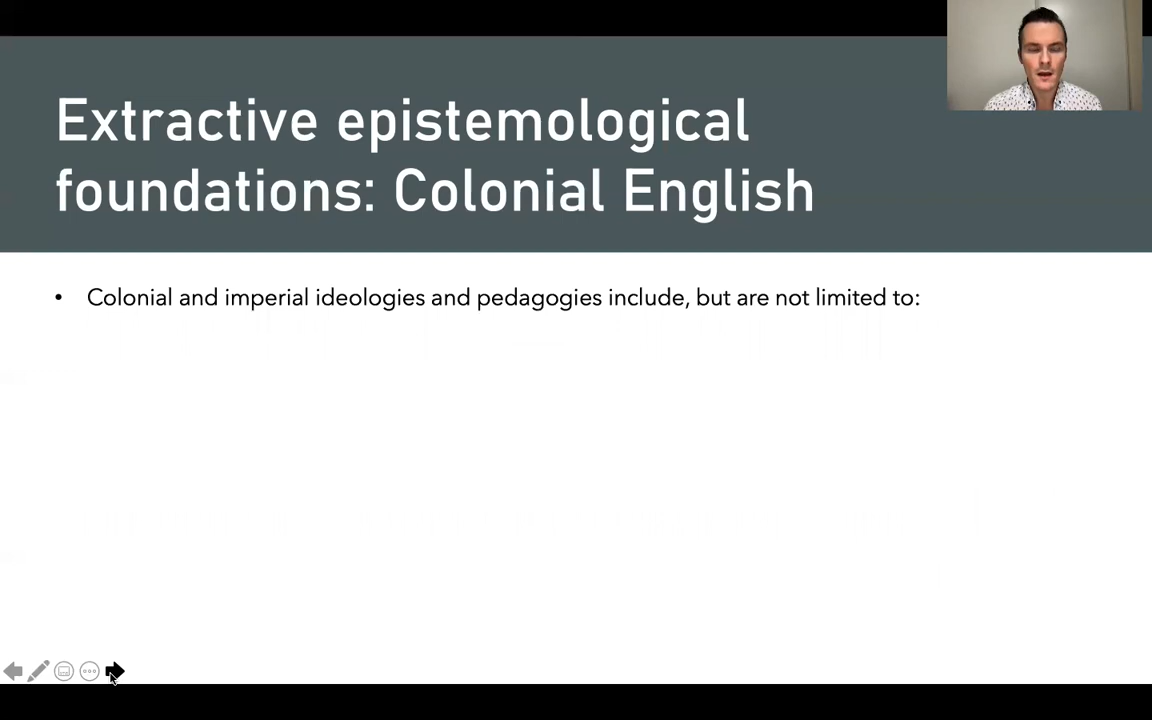 Extractive epistemological
foundations: Colonial English
• Colonial and imperial ideologies and pedagogies include, but are not limited to: